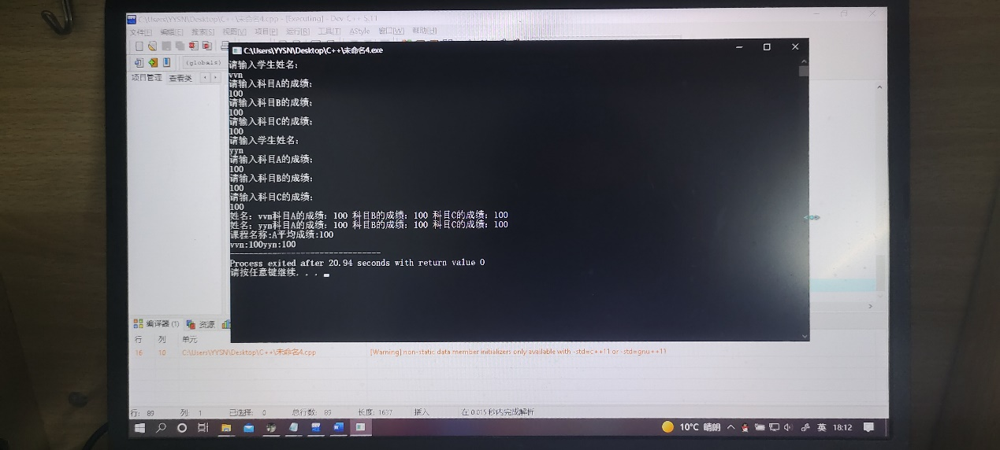 C:\Users\YYSN\Desktop\C++\未命名4.cpp - [Executing] - Dev-C++ 5.11
文件[F] 编辑[E] 搜索[S] 视图[V] 项目[P] 运行[R] 工具[T] AStyle 窗口[W] 帮助[H]
(globals)
项目管理 查看类
C:\Users\YYSN\Desktop\C++\未命名4.exe
请输入学生姓名:
vvn
请输入科目A的成绩:
100
请输入科目B的成绩:
100
请输入科目C的成绩:
100
请输入学生姓名:
yyn
请输入科目A的成绩:
100
请输入科目B的成绩:
100
请输入科目C的成绩:
100
姓名: vvn科目A的成绩: 100 科目B的成绩: 100 科目C的成绩: 100
姓名: yyn科目A的成绩: 100 科目B的成绩: 100 科目C的成绩: 100
课程名称:A平均成绩:100
vvn:100yyn:100
--------------------------------
Process exited after 20.94 seconds with return value 0
请按任意键继续. . .
编译器 (1) 资源
行 列 单元
16 10 C:\Users\YYSN\Desktop\C++\未命名4.cpp [Warning] non-static data member initializers only available with -std=c++11 or -std=gnu++11
行: 89 列: 1 已选择: 0 总行数: 89 长度: 1637 插入 在 0.015 秒内完成解析
10°C 晴朗 英 18:12